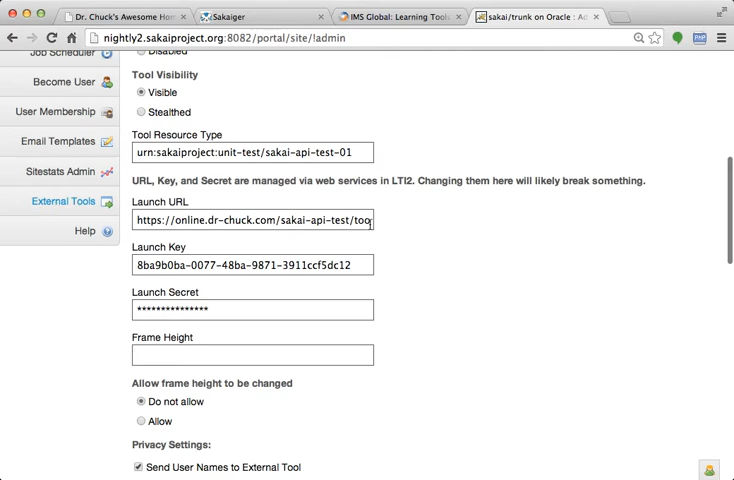 Dr. Chuck's Awesome Hom
Sakaiger
IMS Global: Learning Tools
sakai/trunk on Oracle : Ad
nightly2.sakaiproject.org:8082/portal/site/!admin
PHP
Job Scheduler
Disabled
Tool Visibility
Become User
Visible
User Membership
Stealthed
Email Templates
Tool Resource Type
urn:sakaiproject:unit-test/sakai-api-test-01
Sitestats Admin
URL, Key, and Secret are managed via web services in LTI2. Changing them here will likely break something.
External Tools
Launch URL
https://online.dr-chuck.com/sakai-api-test/too
Help
Launch Key
8ba9b0ba-0077-48ba-9871-3911ccf5dc12
Launch Secret
***************
Frame Height
Allow frame height to be changed
Do not allow
Allow
Privacy Settings:
Send User Names to External Tool